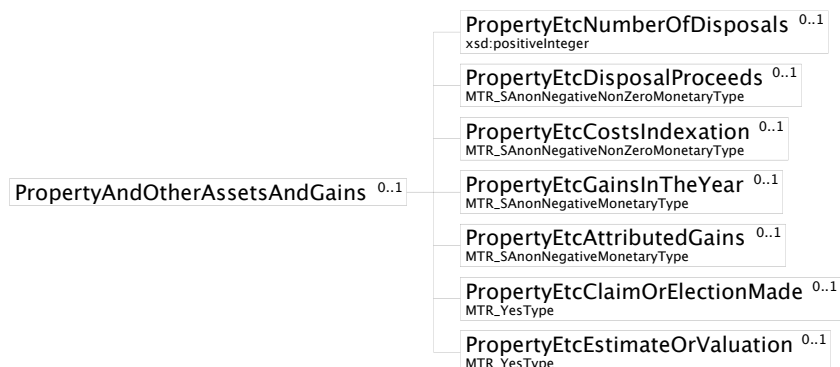 PropertyEtcNumberOfDisposals 0..1
xsd:positiveInteger
PropertyEtcDisposalProceeds 0..1
MTR_SAnonNegativeNonZeroMonetaryType
PropertyEtcCostsIndexation 0..1
MTR_SAnonNegativeNonZeroMonetaryType
PropertyAndOtherAssetsAndGains 0..1
PropertyEtcGainsInTheYear 0..1
MTR_SAnonNegativeMonetaryType
PropertyEtcAttributedGains 0..1
MTR_SAnonNegativeMonetaryType
PropertyEtcClaimOrElectionMade 0..1
MTR_YesType
PropertyEtcEstimateOrValuation 0..1
MTR_YesType